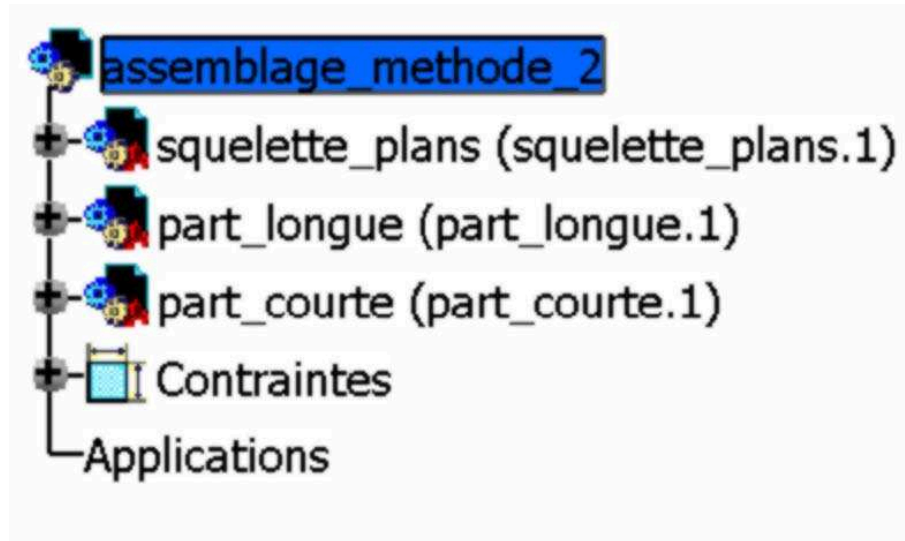 assemblage_methode_2
squelette_plans (squelette_plans.1)
part_longue (part_longue.1)
part_courte (part_courte.1)
Contraintes
Applications